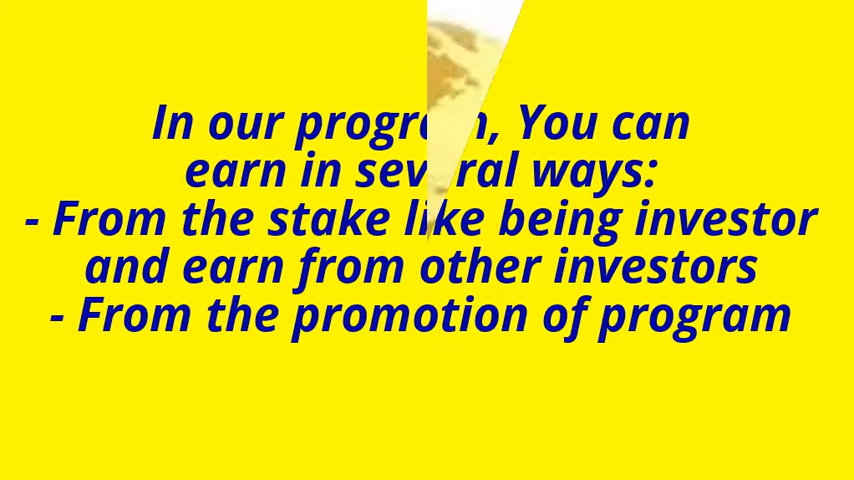 In our program, You can
earn in several ways:
- From the stake like being investor
and earn from other investors
- From the promotion of program